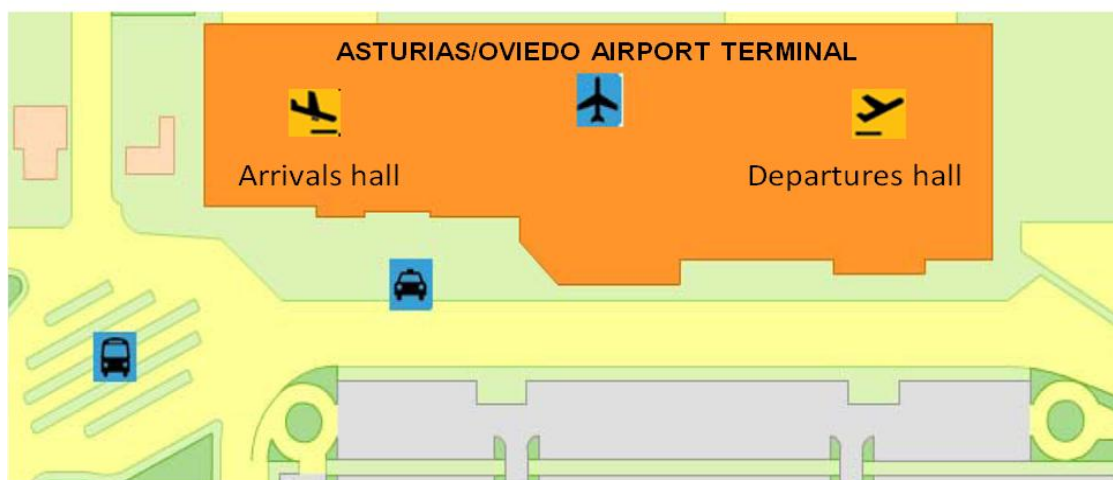 ASTURIAS/OVIEDO AIRPORT TERMINAL
Arrivals hall
Departures hall